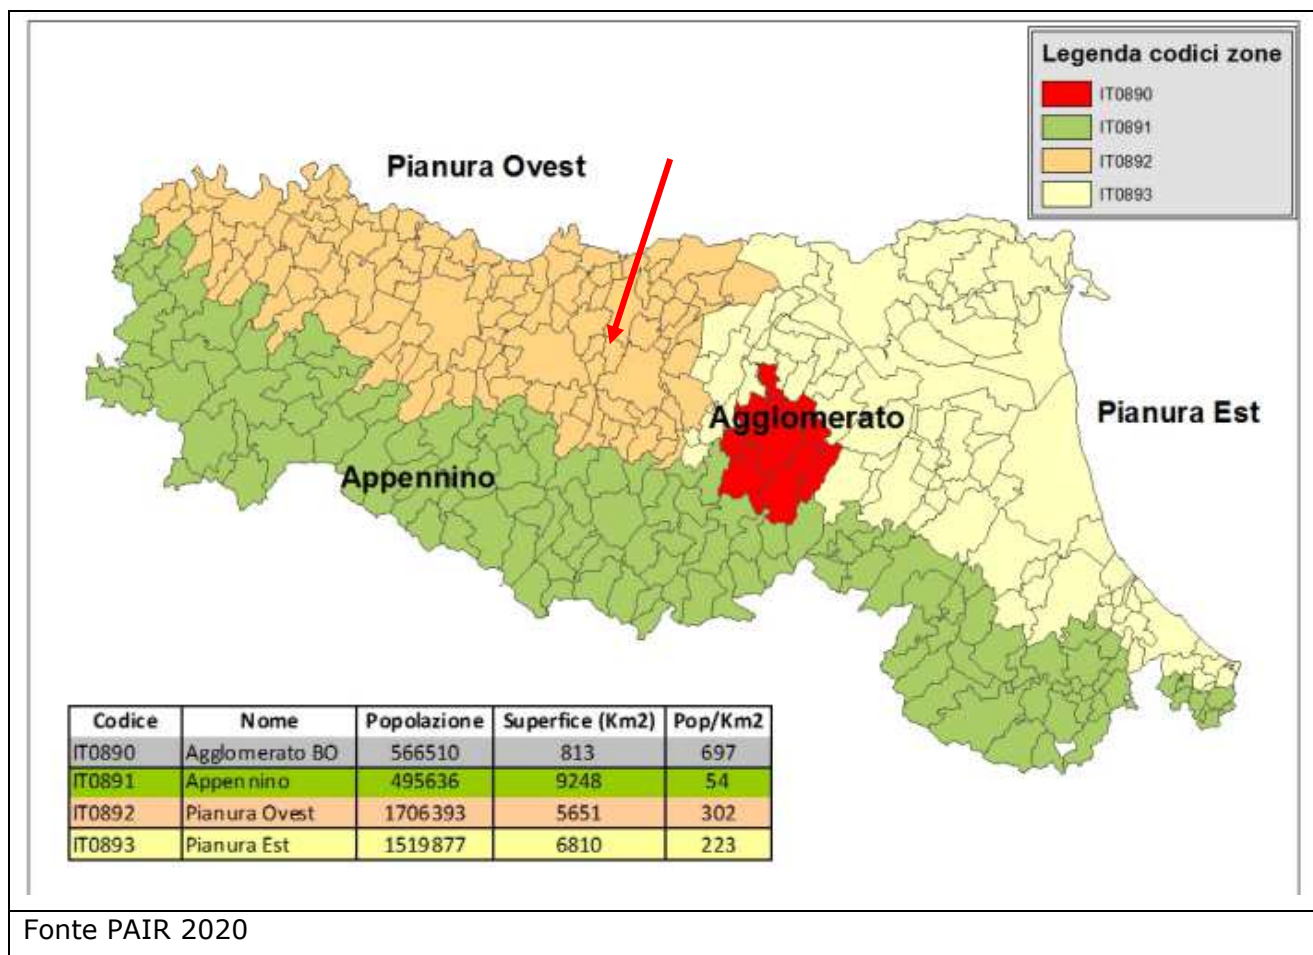 Legenda codici zone
IT0890
IT0891
IT0892
IT0893
Pianura Ovest
Agglomerato
Pianura Est
Appennino
Codice Nome Popolazione Superfice (Km2) Pop/Km2
IT0890 Agglomerato BO 566510 813 697
IT0891 Appennino 495636 9248 54
IT0892 Pianura Ovest 1706393 5651 302
IT0893 Pianura Est 1519877 6810 223
Fonte PAIR 2020